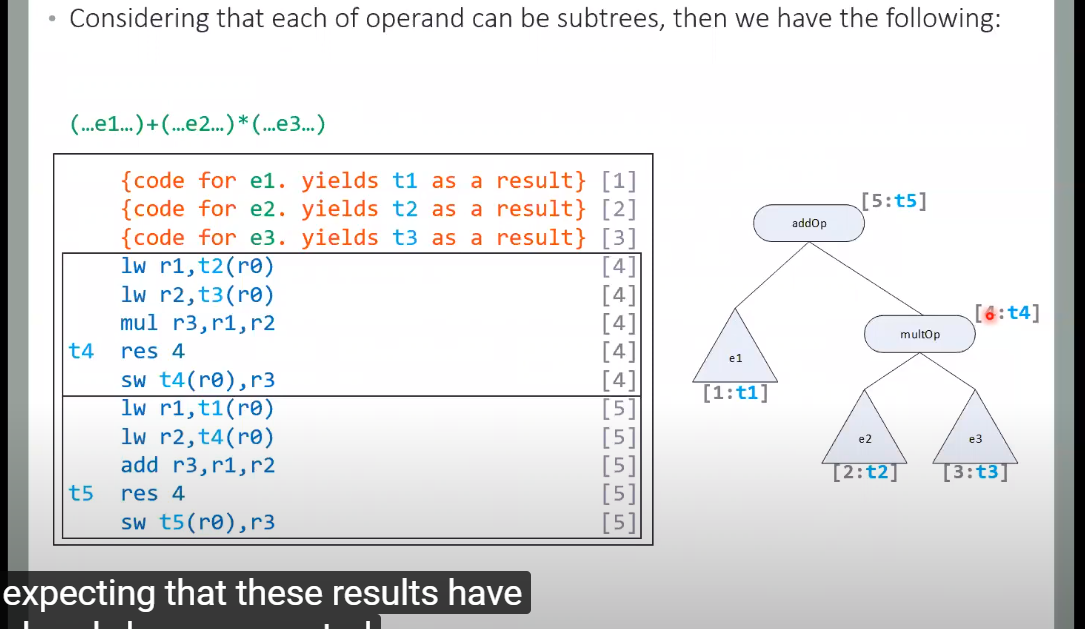 • Considering that each of operand can be subtrees, then we have the following:
(…e1…)+(…e2…)*(…e3…)
{code for e1. yields t1 as a result} [1]
{code for e2. yields t2 as a result} [2]
{code for e3. yields t3 as a result} [3]
lw r1,t2(r0) [4]
lw r2,t3(r0) [4]
mul r3,r1,r2 [4]
t4 res 4 [4]
sw t4(r0),r3 [4]
lw r1,t1(r0) [5]
lw r2,t4(r0) [5]
add r3,r1,r2 [5]
t5 res 4 [5]
sw t5(r0),r3 [5]
[5:t5]
addOp
[4:t4]
multOp
e1
[1:t1]
e2
e3
[2:t2]
[3:t3]
expecting that these results have